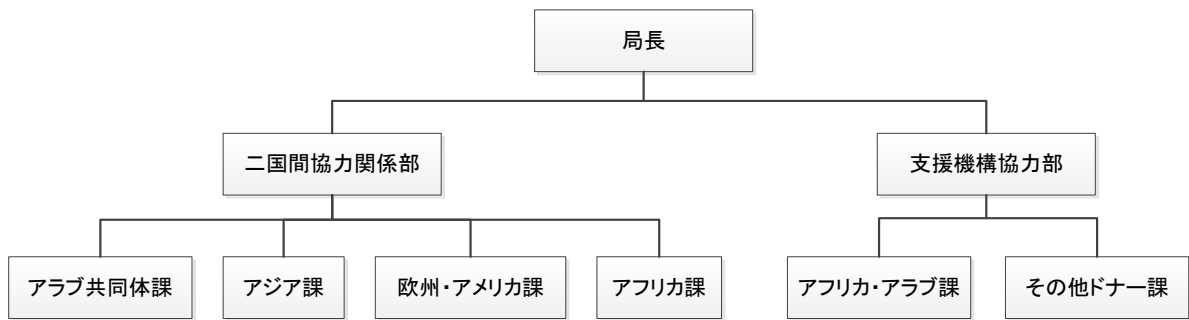 局長
二国間協力関係部
支援機構協力部
アラブ共同体課
アジア課
欧州・アメリカ課
アフリカ課
アフリカ・アラブ課
その他ドナー課